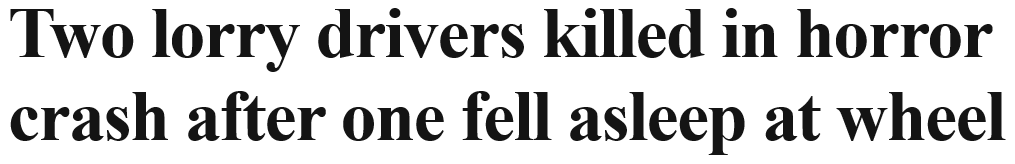 Two lorry drivers killed in horror
crash after one fell asleep at wheel